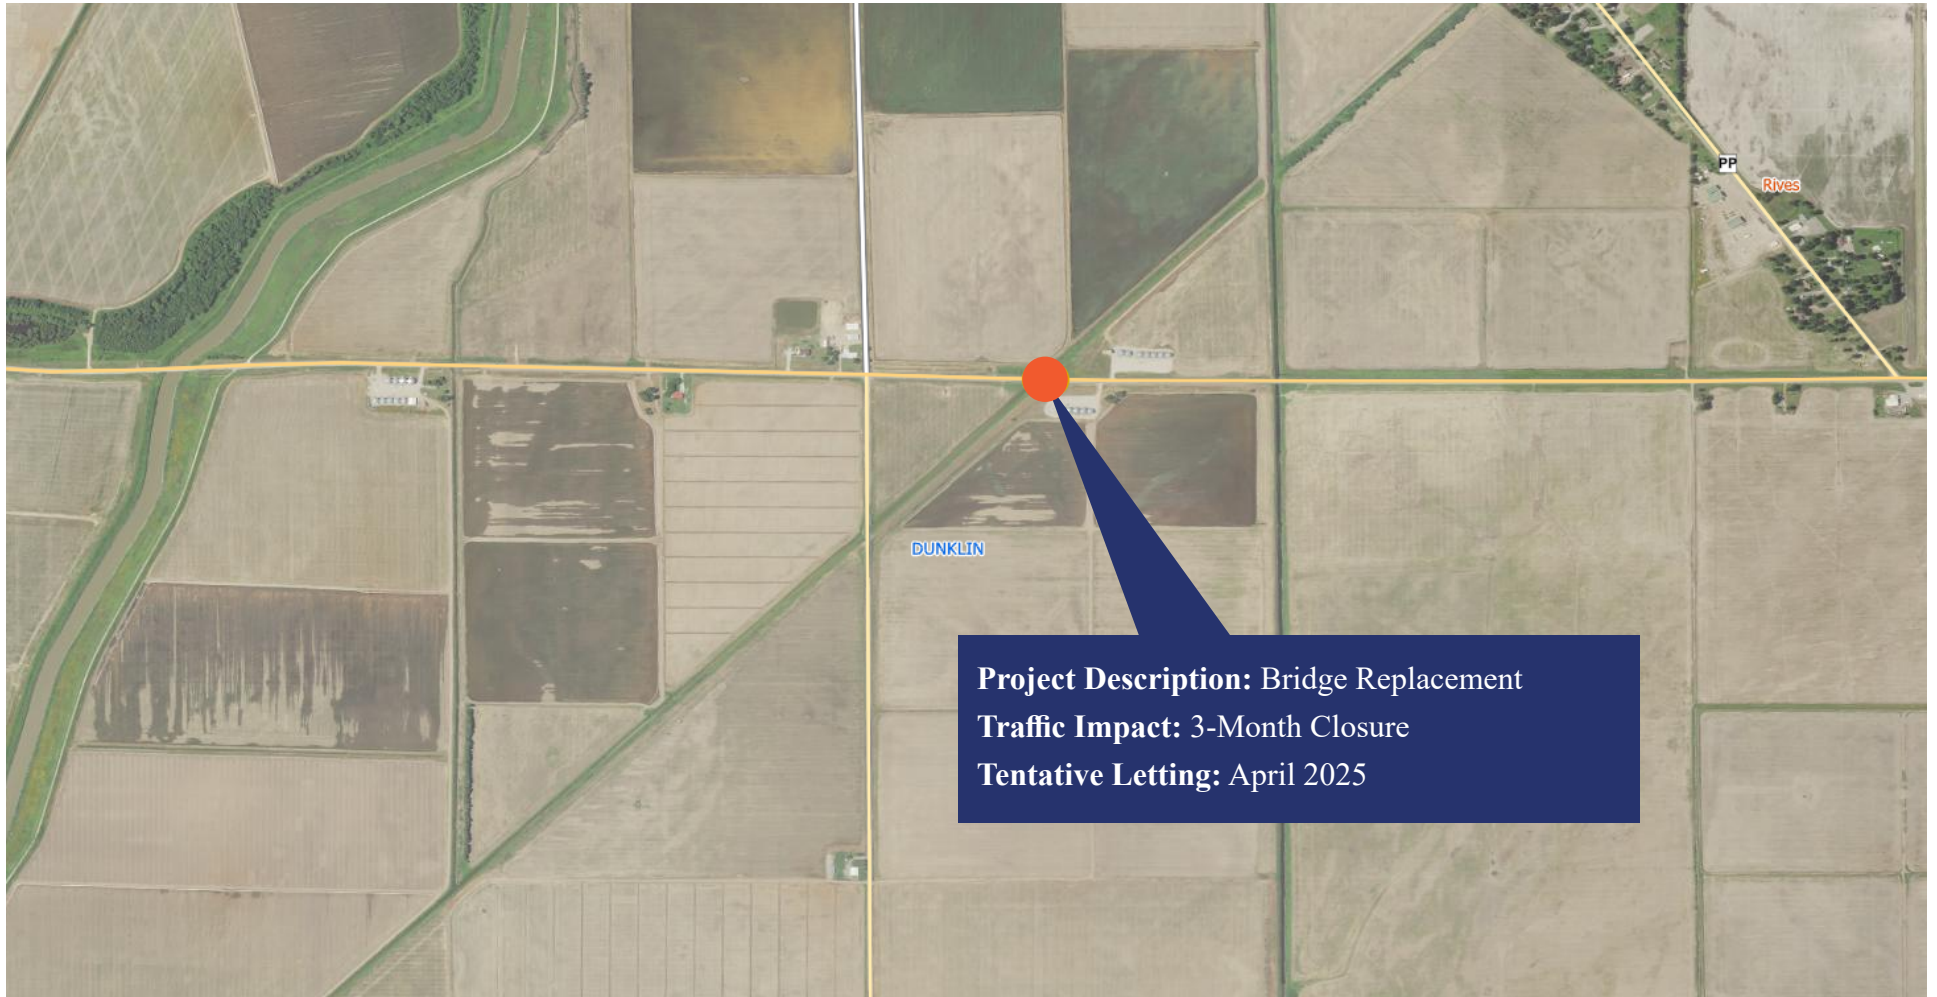 PP
Rives
DUNKLIN
Project Description: Bridge Replacement
Traffic Impact: 3-Month Closure
Tentative Letting: April 2025